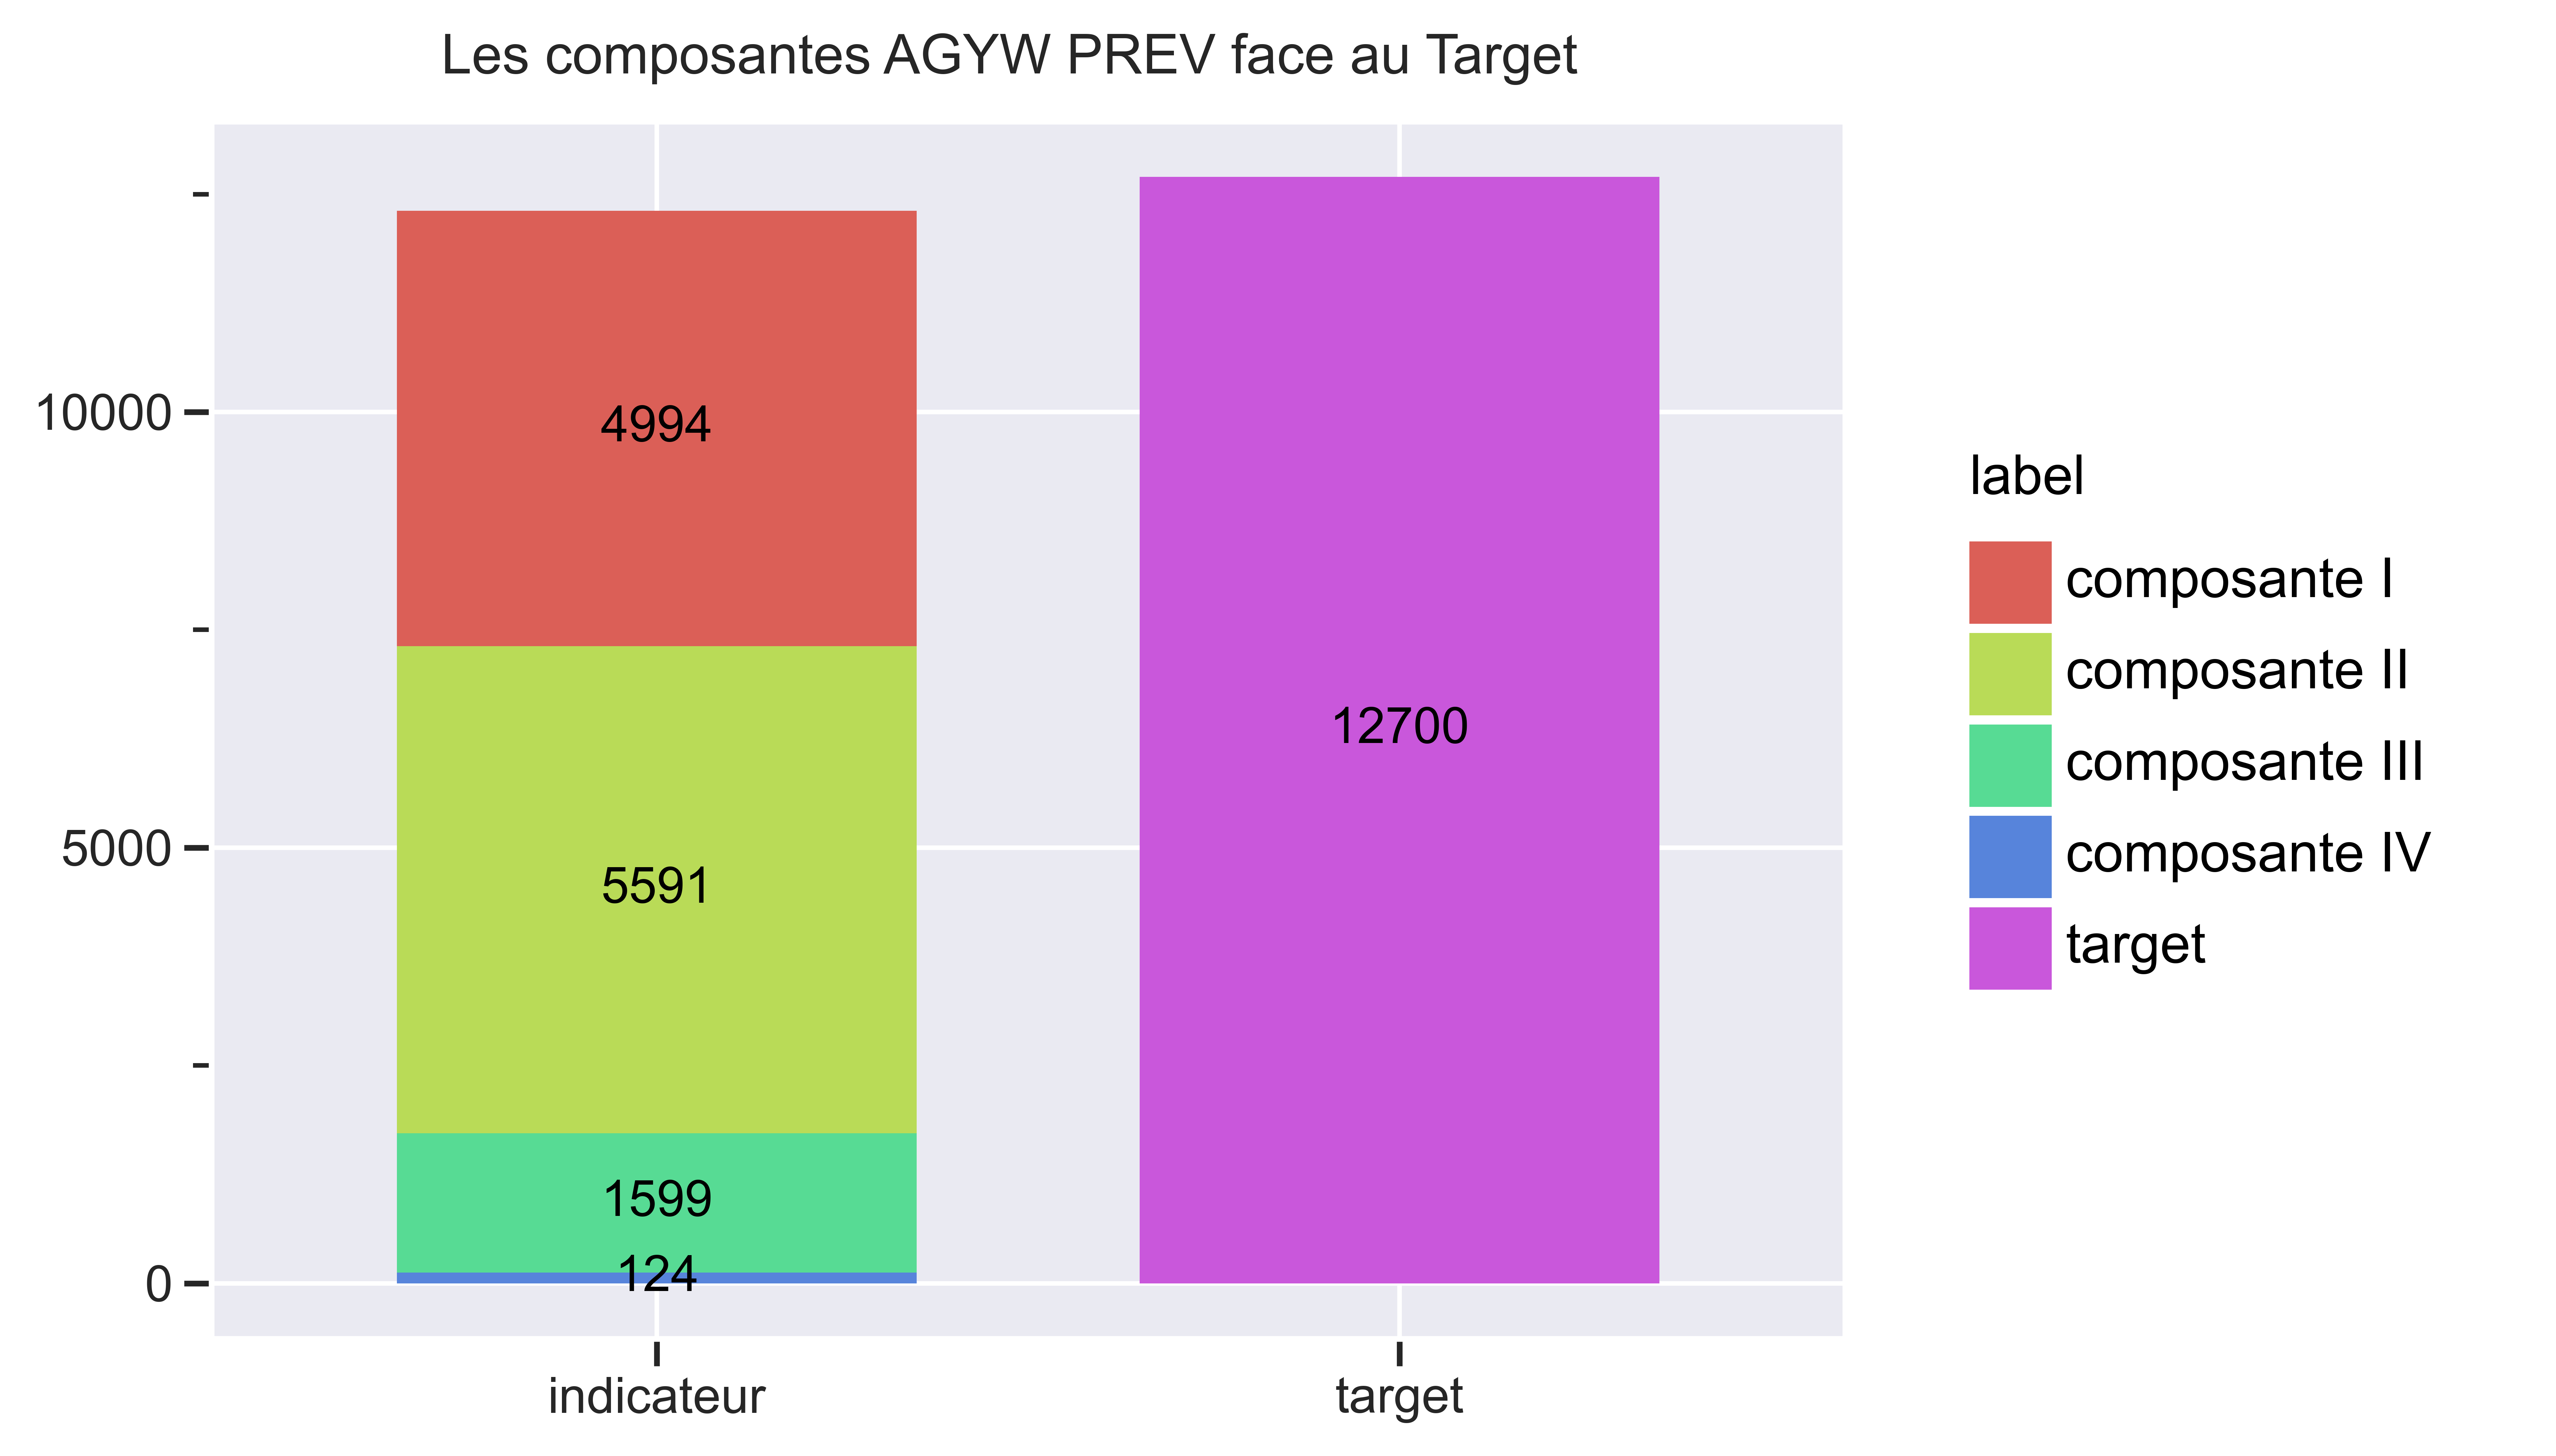 Les composantes AGYW PREV face au Target
10000
5000
0
4994
5591
1599
124
12700
indicateur
target
label
composante I
composante II
composante III
composante IV
target